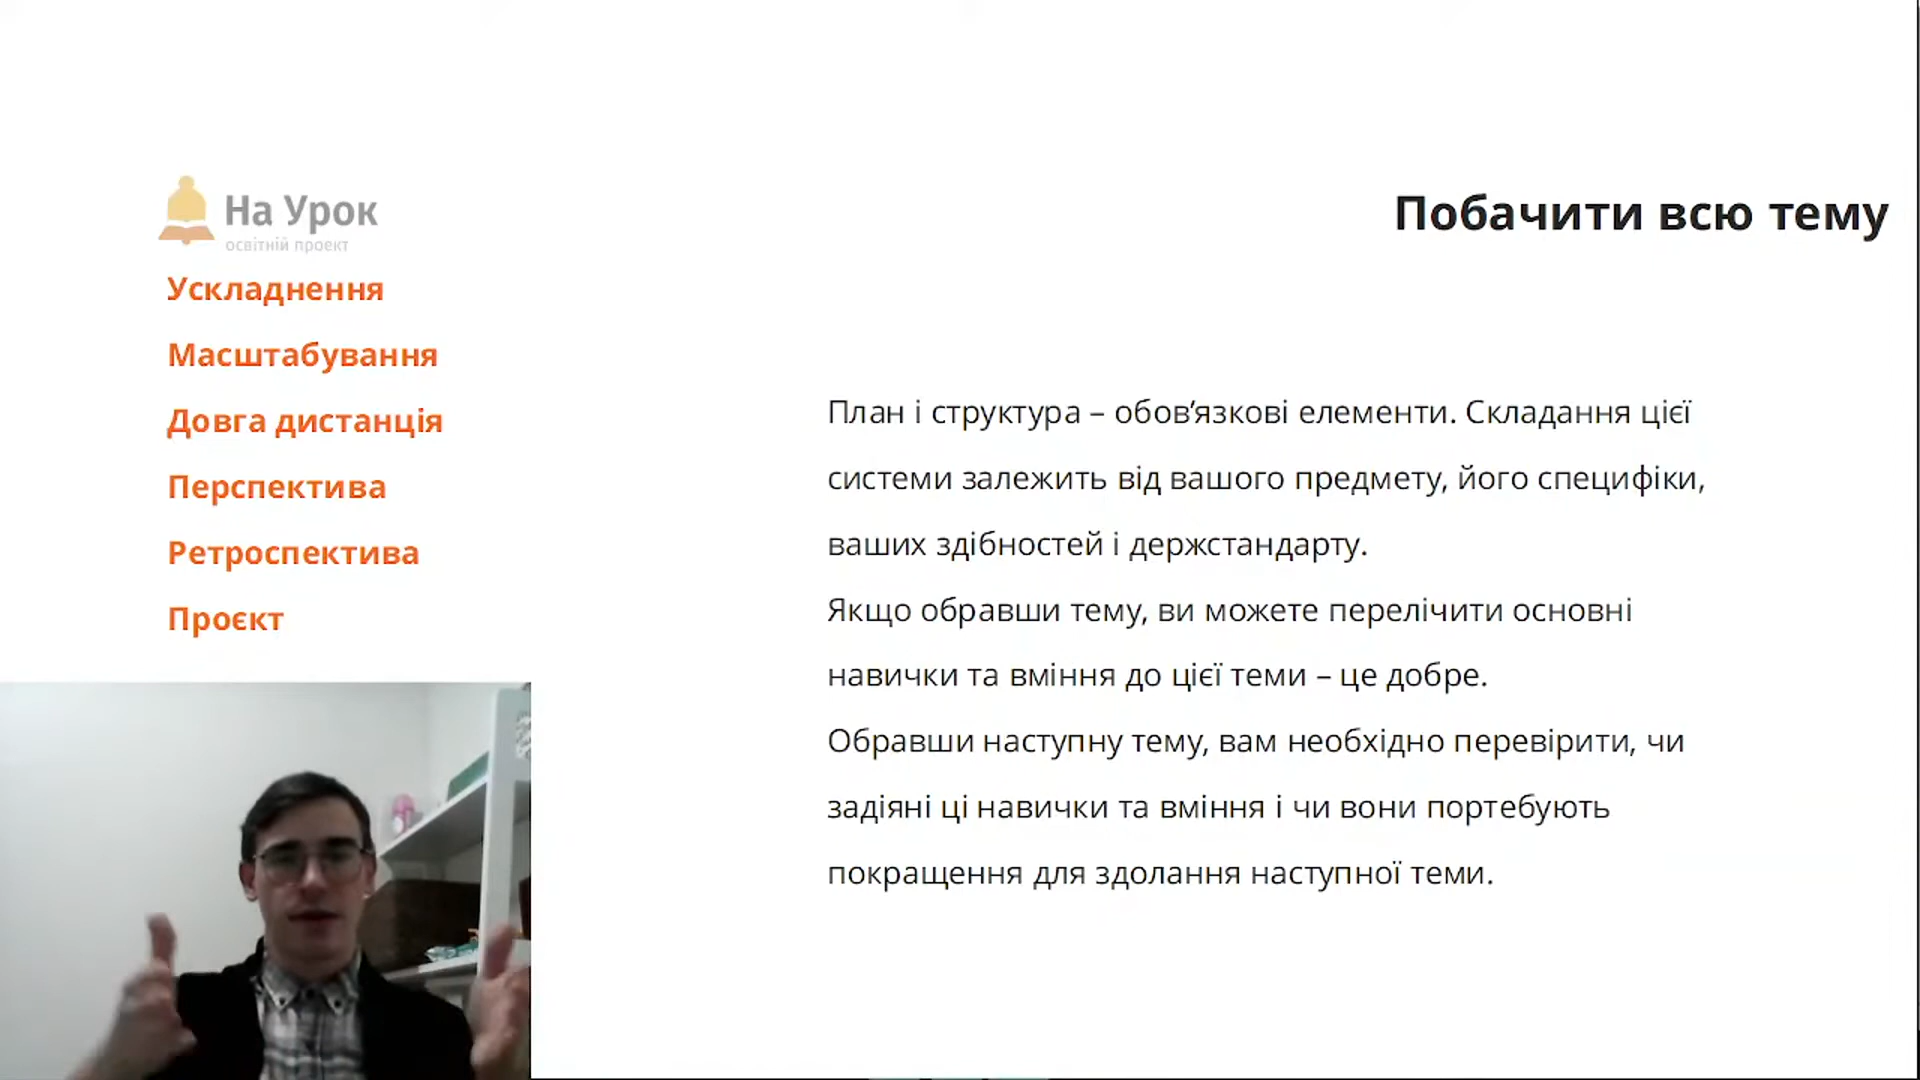 На Урок
освітній проект
Побачити всю тему
Ускладнення
Масштабування
Довга дистанція
Перспектива
Ретроспектива
Проєкт
План і структура – обов’язкові елементи. Складання цієї
системи залежить від вашого предмету, його специфіки,
ваших здібностей і держстандарту.
Якщо обравши тему, ви можете перелічити основні
навички та вміння до цієї теми – це добре.
Обравши наступну тему, вам необхідно перевірити, чи
задіяні ці навички та вміння і чи вони портебують
покращення для здолання наступної теми.